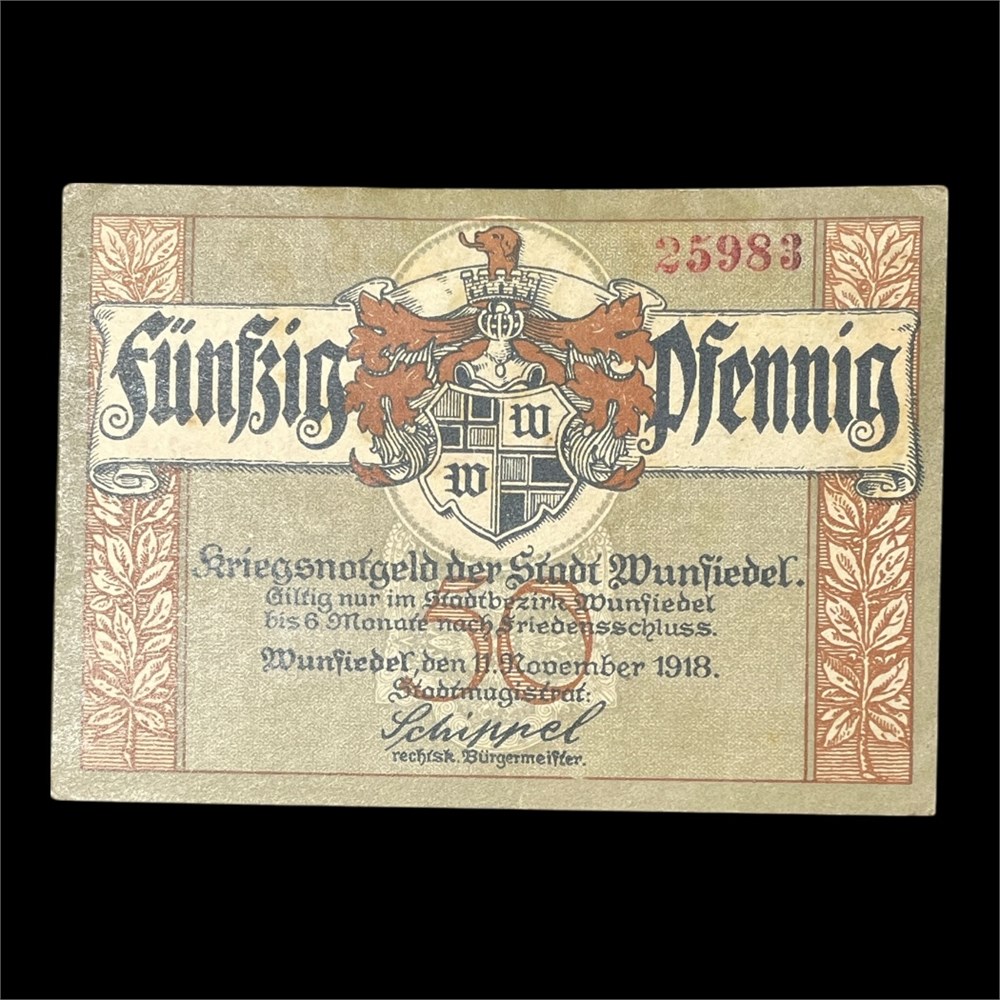 25983
Fünfzig Pfennig
W
W
Kriegsnotgeld der Stadt Wunsiedel.
Giltig nur im Stadtbezirk Wunsiedel
bis 6 Monate nach Friedensschluss.
50
Wunsiedel, den 11. November 1918.
Stadtmagistrat:
Schippel
rechtsk. Bürgermeister.